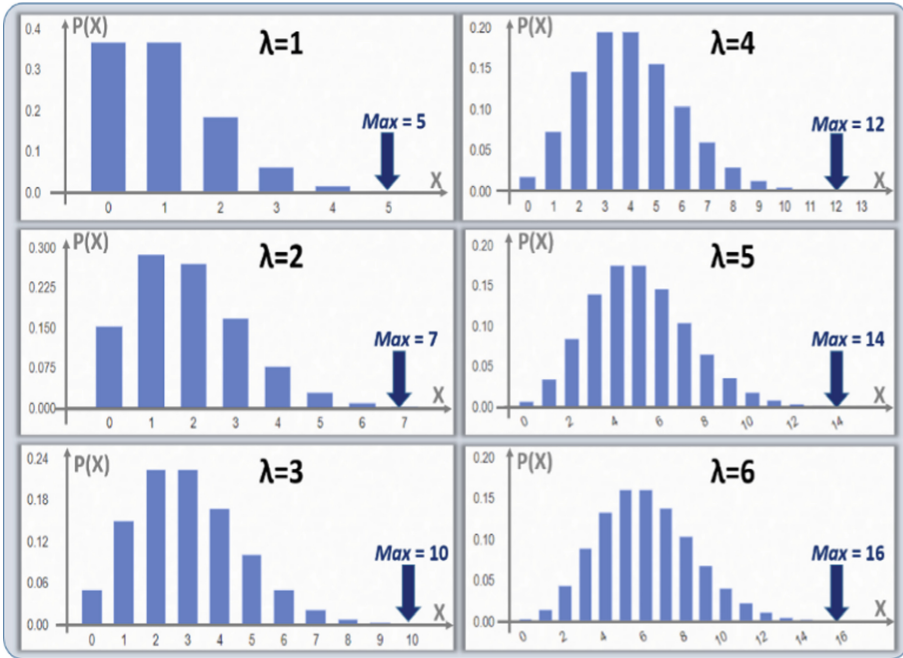 P(X)
λ=1
0.4
0.3
0.2
0.1
0.0
Max = 5
X
0 1 2 3 4 5
P(X)
λ=4
0.20
0.15
0.10
0.05
0.00
Max = 12
X
0 1 2 3 4 5 6 7 8 9 10 11 12 13
P(X)
λ=2
0.300
0.225
0.150
0.075
0.000
Max = 7
X
0 1 2 3 4 5 6 7
P(X)
λ=5
0.20
0.15
0.10
0.05
0.00
Max = 14
X
0 2 4 6 8 10 12 14
P(X)
λ=3
0.24
0.18
0.12
0.06
0.00
Max = 10
X
0 1 2 3 4 5 6 7 8 9 10
P(X)
λ=6
0.20
0.15
0.10
0.05
0.00
Max = 16
X
0 2 4 6 8 10 12 14 16